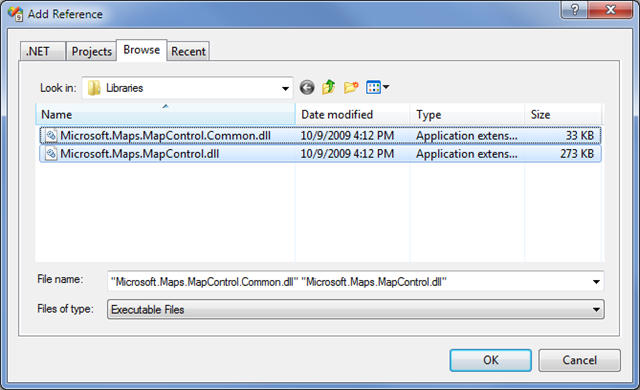 Add Reference
.NET Projects Browse Recent
Look in: Libraries
Name Date modified Type Size
Microsoft.Maps.MapControl.Common.dll 10/9/2009 4:12 PM Application extens... 33 KB
Microsoft.Maps.MapControl.dll 10/9/2009 4:12 PM Application extens... 273 KB
File name: "Microsoft.Maps.MapControl.Common.dll" "Microsoft.Maps.MapControl.dll"
Files of type: Executable Files
OK Cancel